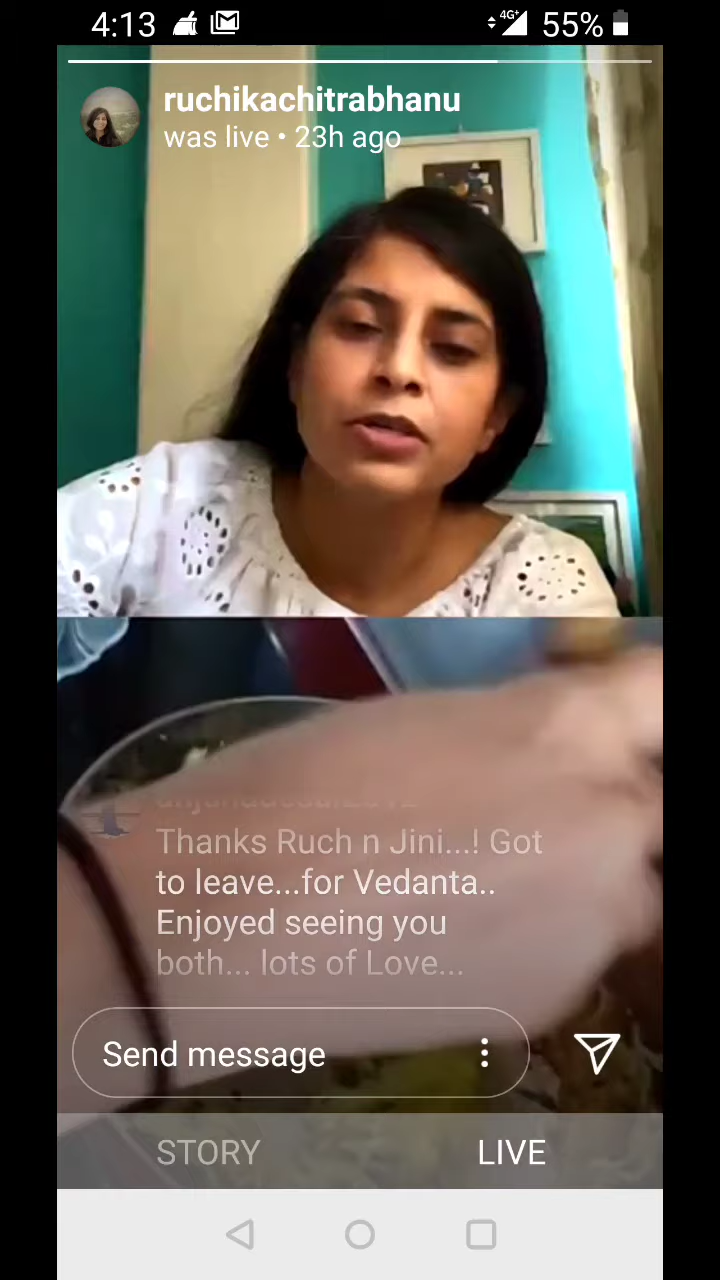 4:13
4G+
55%
ruchikachitrabhanu
was live • 23h ago
Thanks Ruch n Jini...! Got
to leave...for Vedanta..
Enjoyed seeing you
both... lots of Love...
Send message
STORY
LIVE